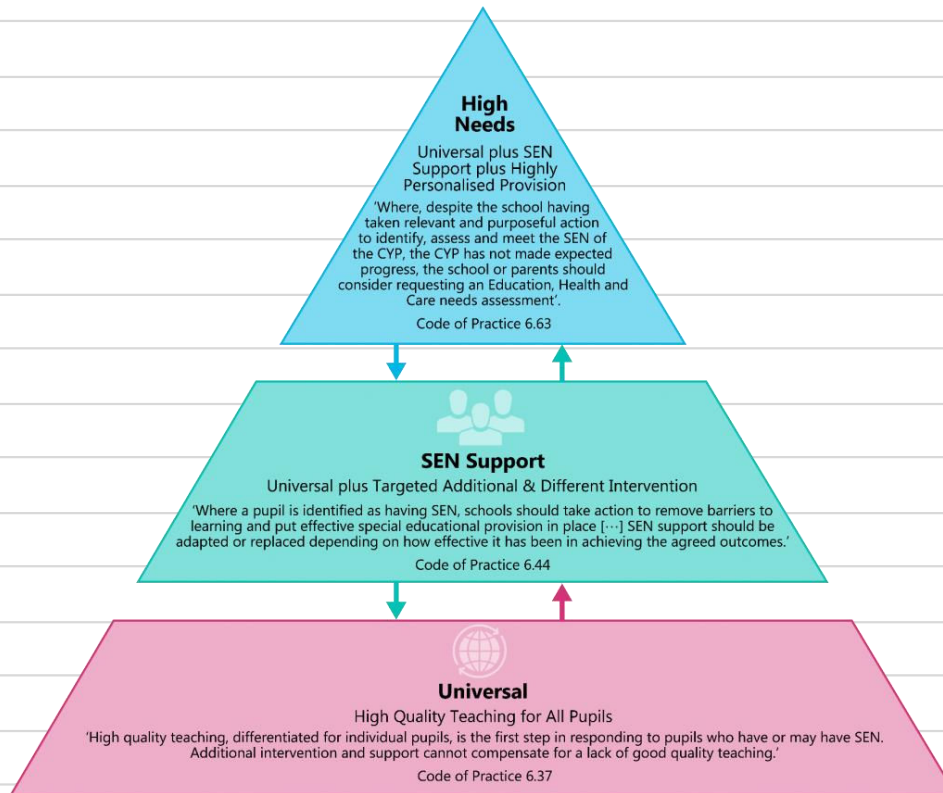 High
Needs
Universal plus SEN
Support plus Highly
Personalised Provision
'Where, despite the school having
taken relevant and purposeful action
to identify, assess and meet the SEN of
the CYP, the CYP has not made expected
progress, the school or parents should
consider requesting an Education, Health and
Care needs assessment'.
Code of Practice 6.63
SEN Support
Universal plus Targeted Additional & Different Intervention
'Where a pupil is identified as having SEN, schools should take action to remove barriers to
learning and put effective special educational provision in place [···] SEN support should be
adapted or replaced depending on how effective it has been in achieving the agreed outcomes.'
Code of Practice 6.44
Universal
High Quality Teaching for All Pupils
'High quality teaching, differentiated for individual pupils, is the first step in responding to pupils who have or may have SEN.
Additional intervention and support cannot compensate for a lack of good quality teaching.'
Code of Practice 6.37